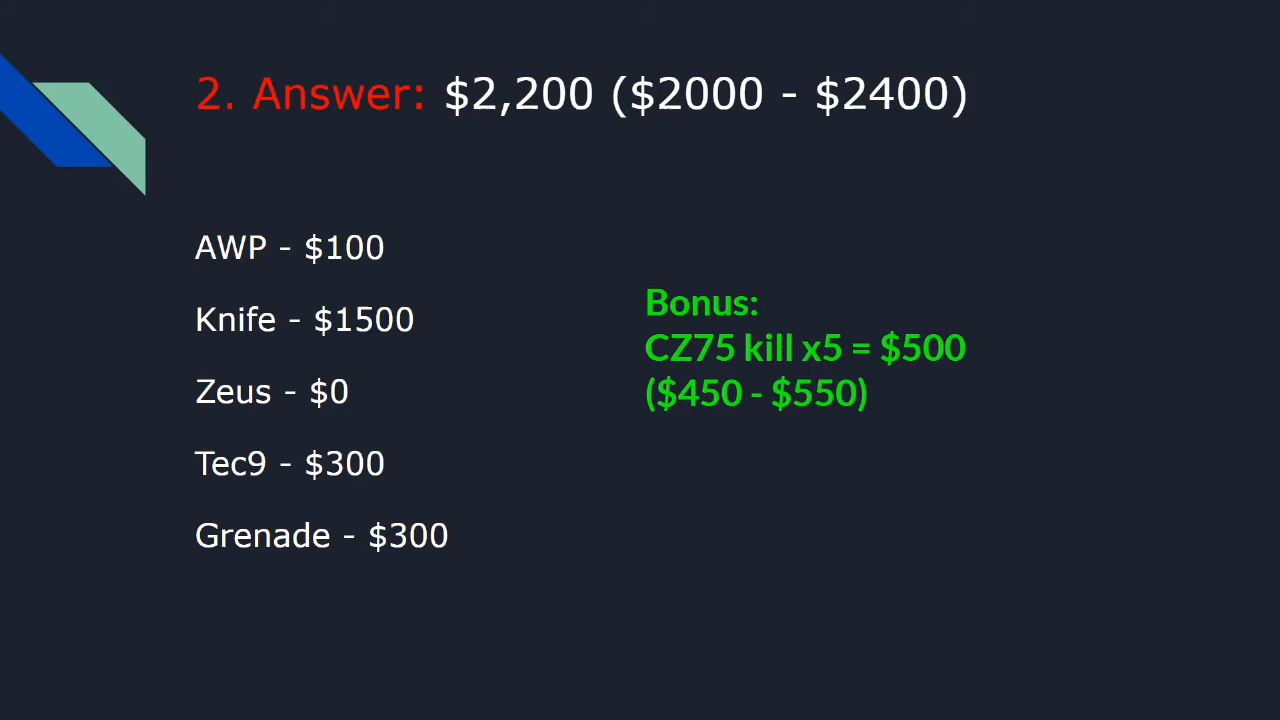 2. Answer: $2,200 ($2000 - $2400)
AWP - $100
Knife - $1500
Zeus - $0
Tec9 - $300
Grenade - $300
Bonus:
CZ75 kill x5 = $500
($450 - $550)